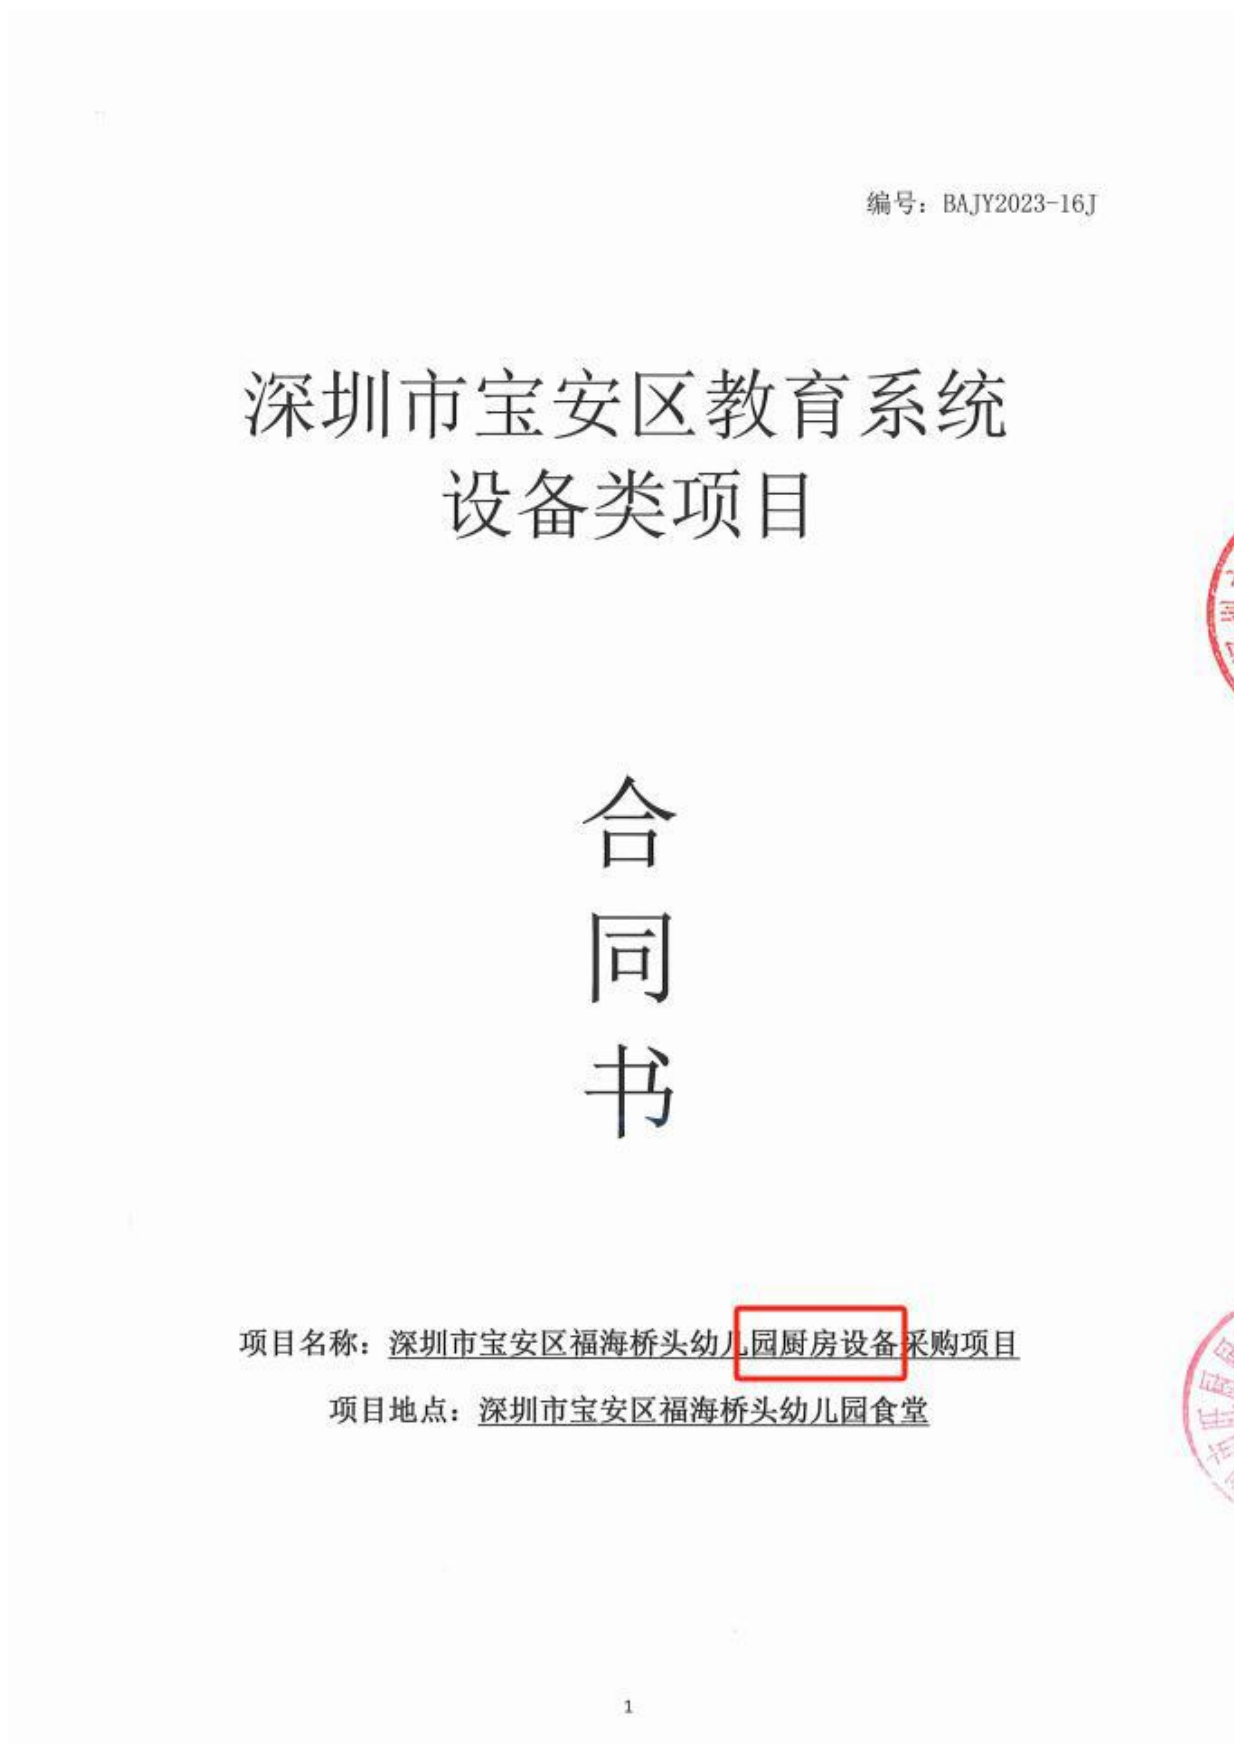 编号：BAJY2023-16J
深圳市宝安区教育系统
设备类项目
合
同
书
项目名称：深圳市宝安区福海桥头幼儿园厨房设备采购项目
项目地点：深圳市宝安区福海桥头幼儿园食堂
1